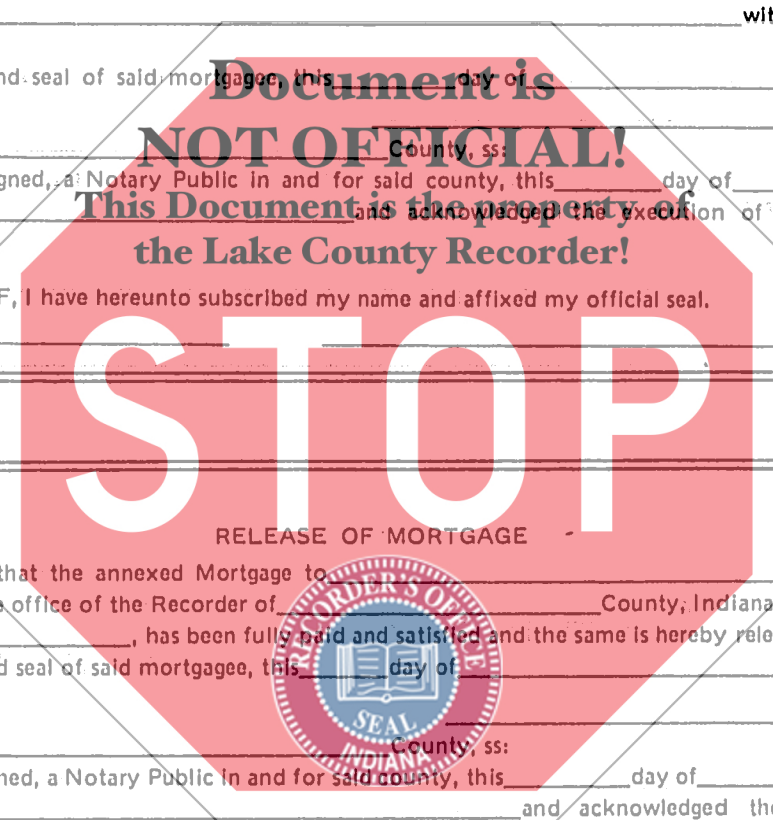 wit
nd seal of said mortgagee, this day of
Document is
NOT OFFICIAL!
County, ss:
gned, a Notary Public in and for said county, this day of
This Document is the property of
and acknowledged the execution of
the Lake County Recorder!
F, I have hereunto subscribed my name and affixed my official seal.
STOP
RELEASE OF MORTGAGE
that the annexed Mortgage to
e office of the Recorder of County, Indiana
, has been fully paid and satisfied and the same is hereby rele
d seal of said mortgagee, this day of
RECORDER'S OFFICE
SEAL
INDIANA
County, ss:
ned, a Notary Public in and for said county, this day of
and acknowledged the